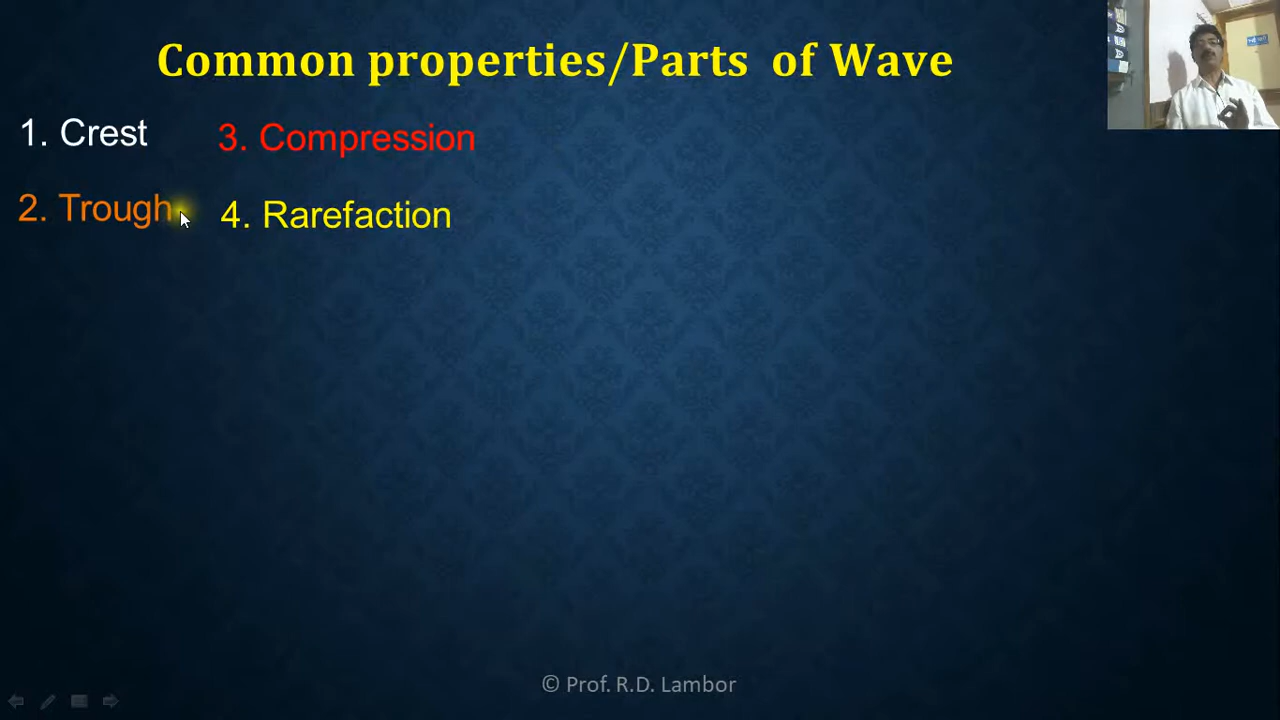 Common properties/Parts of Wave
1. Crest
2. Trough
3. Compression
4. Rarefaction
© Prof. R.D. Lambor